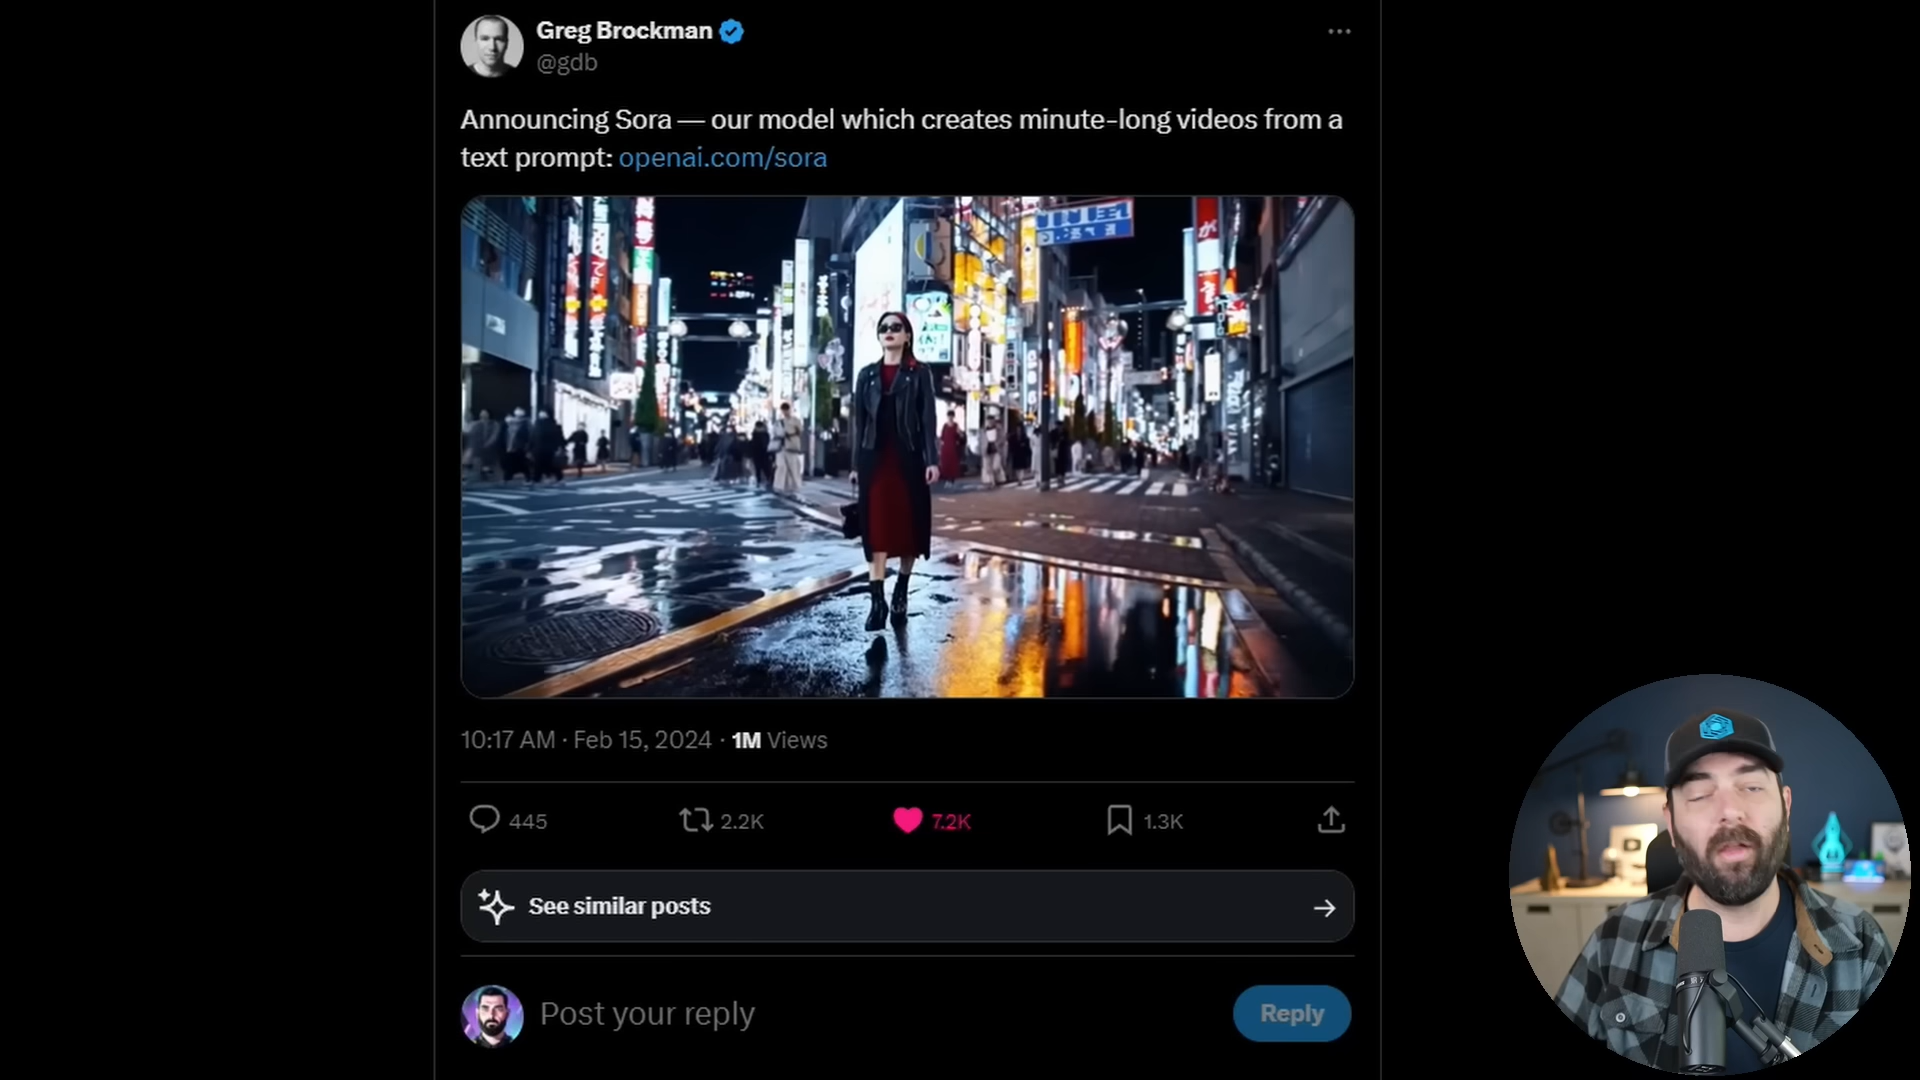 Greg Brockman
@gdb
Announcing Sora — our model which creates minute-long videos from a
text prompt: openai.com/sora
10:17 AM · Feb 15, 2024 · 1M Views
445
2.2K
7.2K
1.3K
See similar posts
Post your reply
Reply